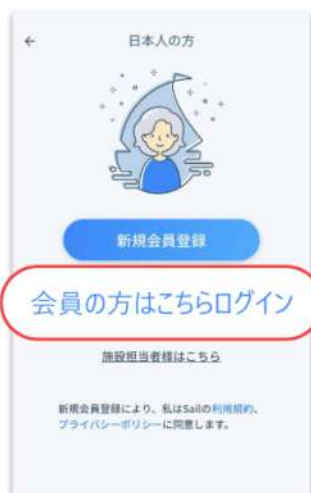 日本人の方
新規会員登録
会員の方はこちらログイン
施設担当者様はこちら
新規会員登録により、私はSailの利用規約、
プライバシーポリシーに同意します。